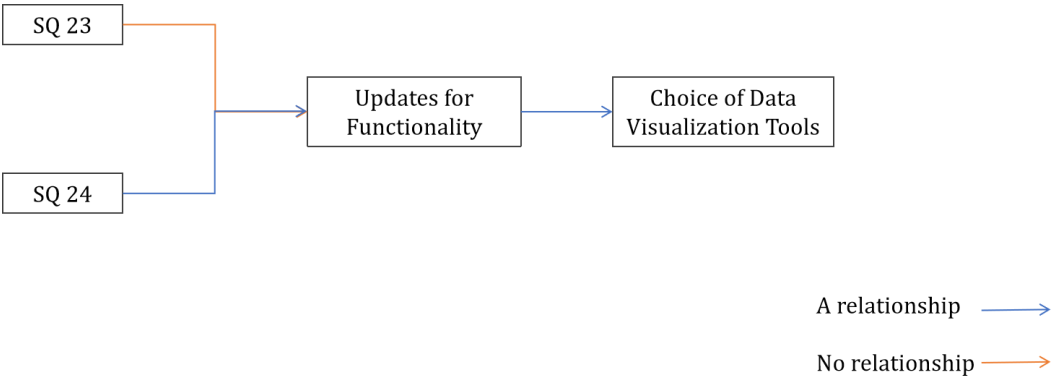 SQ 23
Updates for
Functionality
Choice of Data
Visualization Tools
SQ 24
A relationship
No relationship